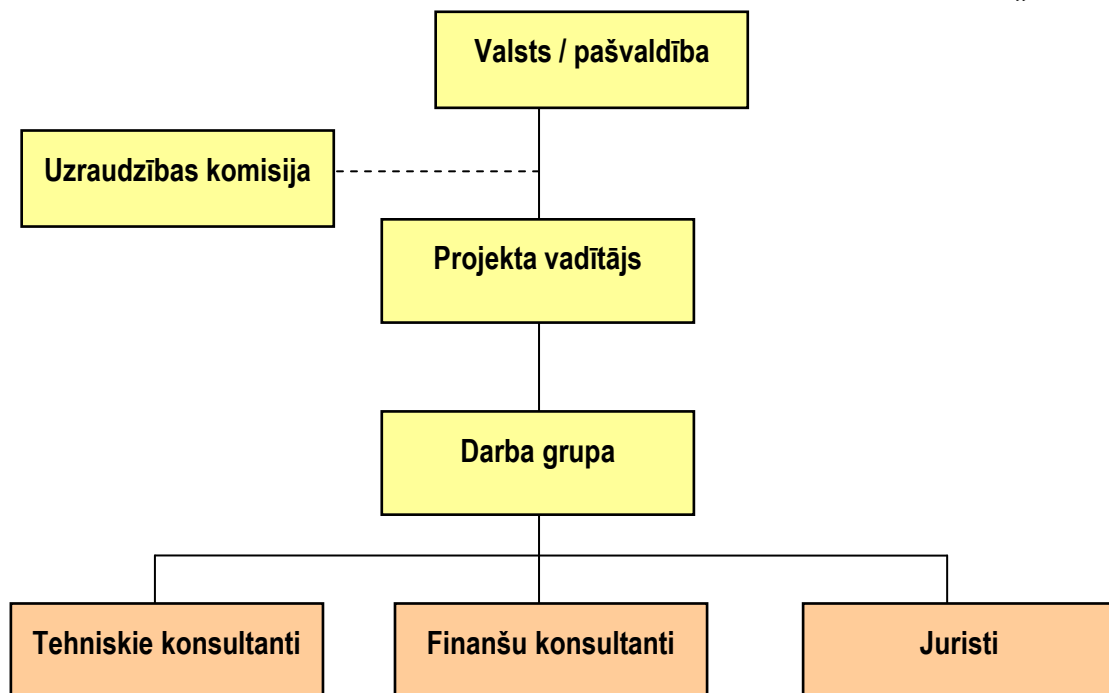 Valsts / pašvaldība
Uzraudzības komisija
Projekta vadītājs
Darba grupa
Tehniskie konsultanti
Finanšu konsultanti
Juristi